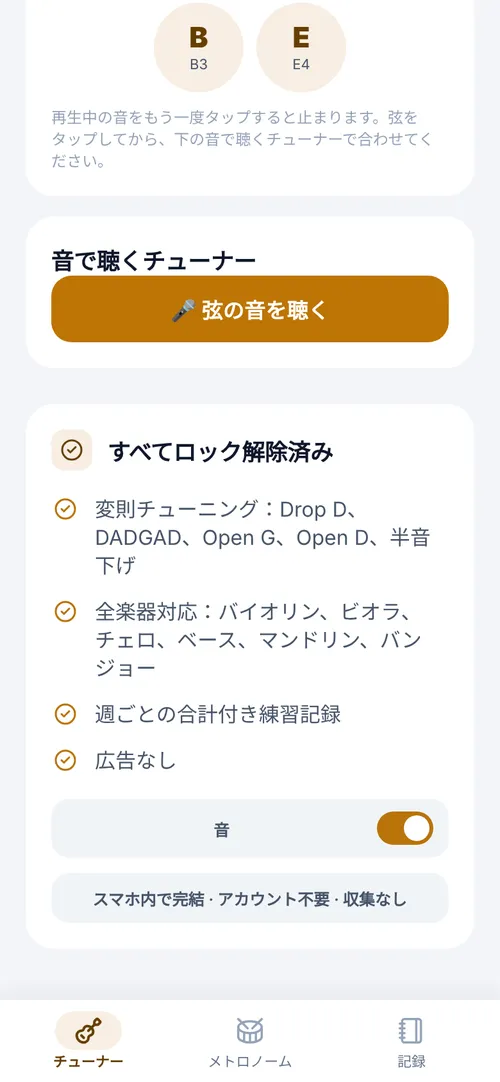 B
B3
E
E4
再生中の音をもう一度タップすると止まります。弦を
タップしてから、下の音で聴くチューナーで合わせてく
ださい。
音で聴くチューナー
🎤 弦の音を聴く
すべてロック解除済み
変則チューニング：Drop D、
DADGAD、Open G、Open D、半音
下げ
全楽器対応：バイオリン、ビオラ、
チェロ、ベース、マンドリン、バン
ジョー
週ごとの合計付き練習記録
広告なし
音
スマホ内で完結 · アカウント不要 · 収集なし
チューナー
メトロノーム
記録